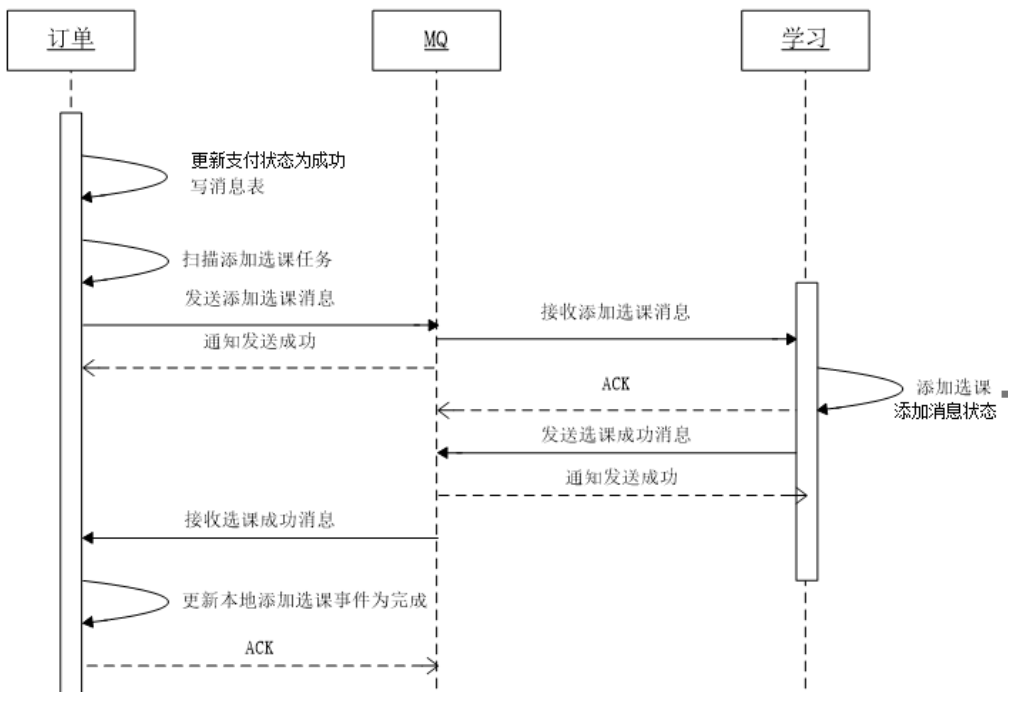 订单
MQ
学习
更新支付状态为成功
写消息表
扫描添加选课任务
发送添加选课消息
接收添加选课消息
通知发送成功
ACK
添加选课
添加消息状态
发送选课成功消息
通知发送成功
接收选课成功消息
更新本地添加选课事件为完成
ACK